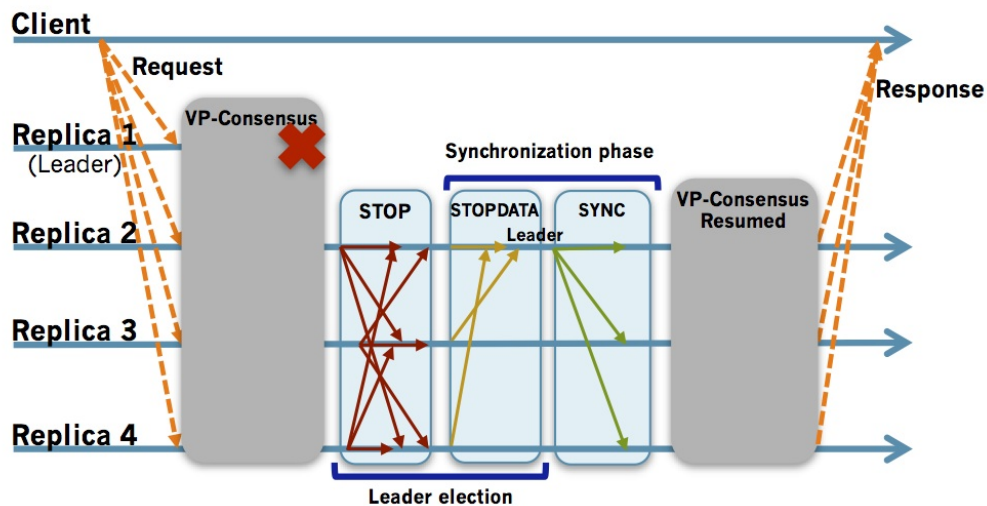 Client
Request
Response
VP-Consensus
Replica 1
(Leader)
Synchronization phase
STOP
STOPDATA
SYNC
VP-Consensus
Resumed
Replica 2
Leader
Replica 3
Replica 4
Leader election